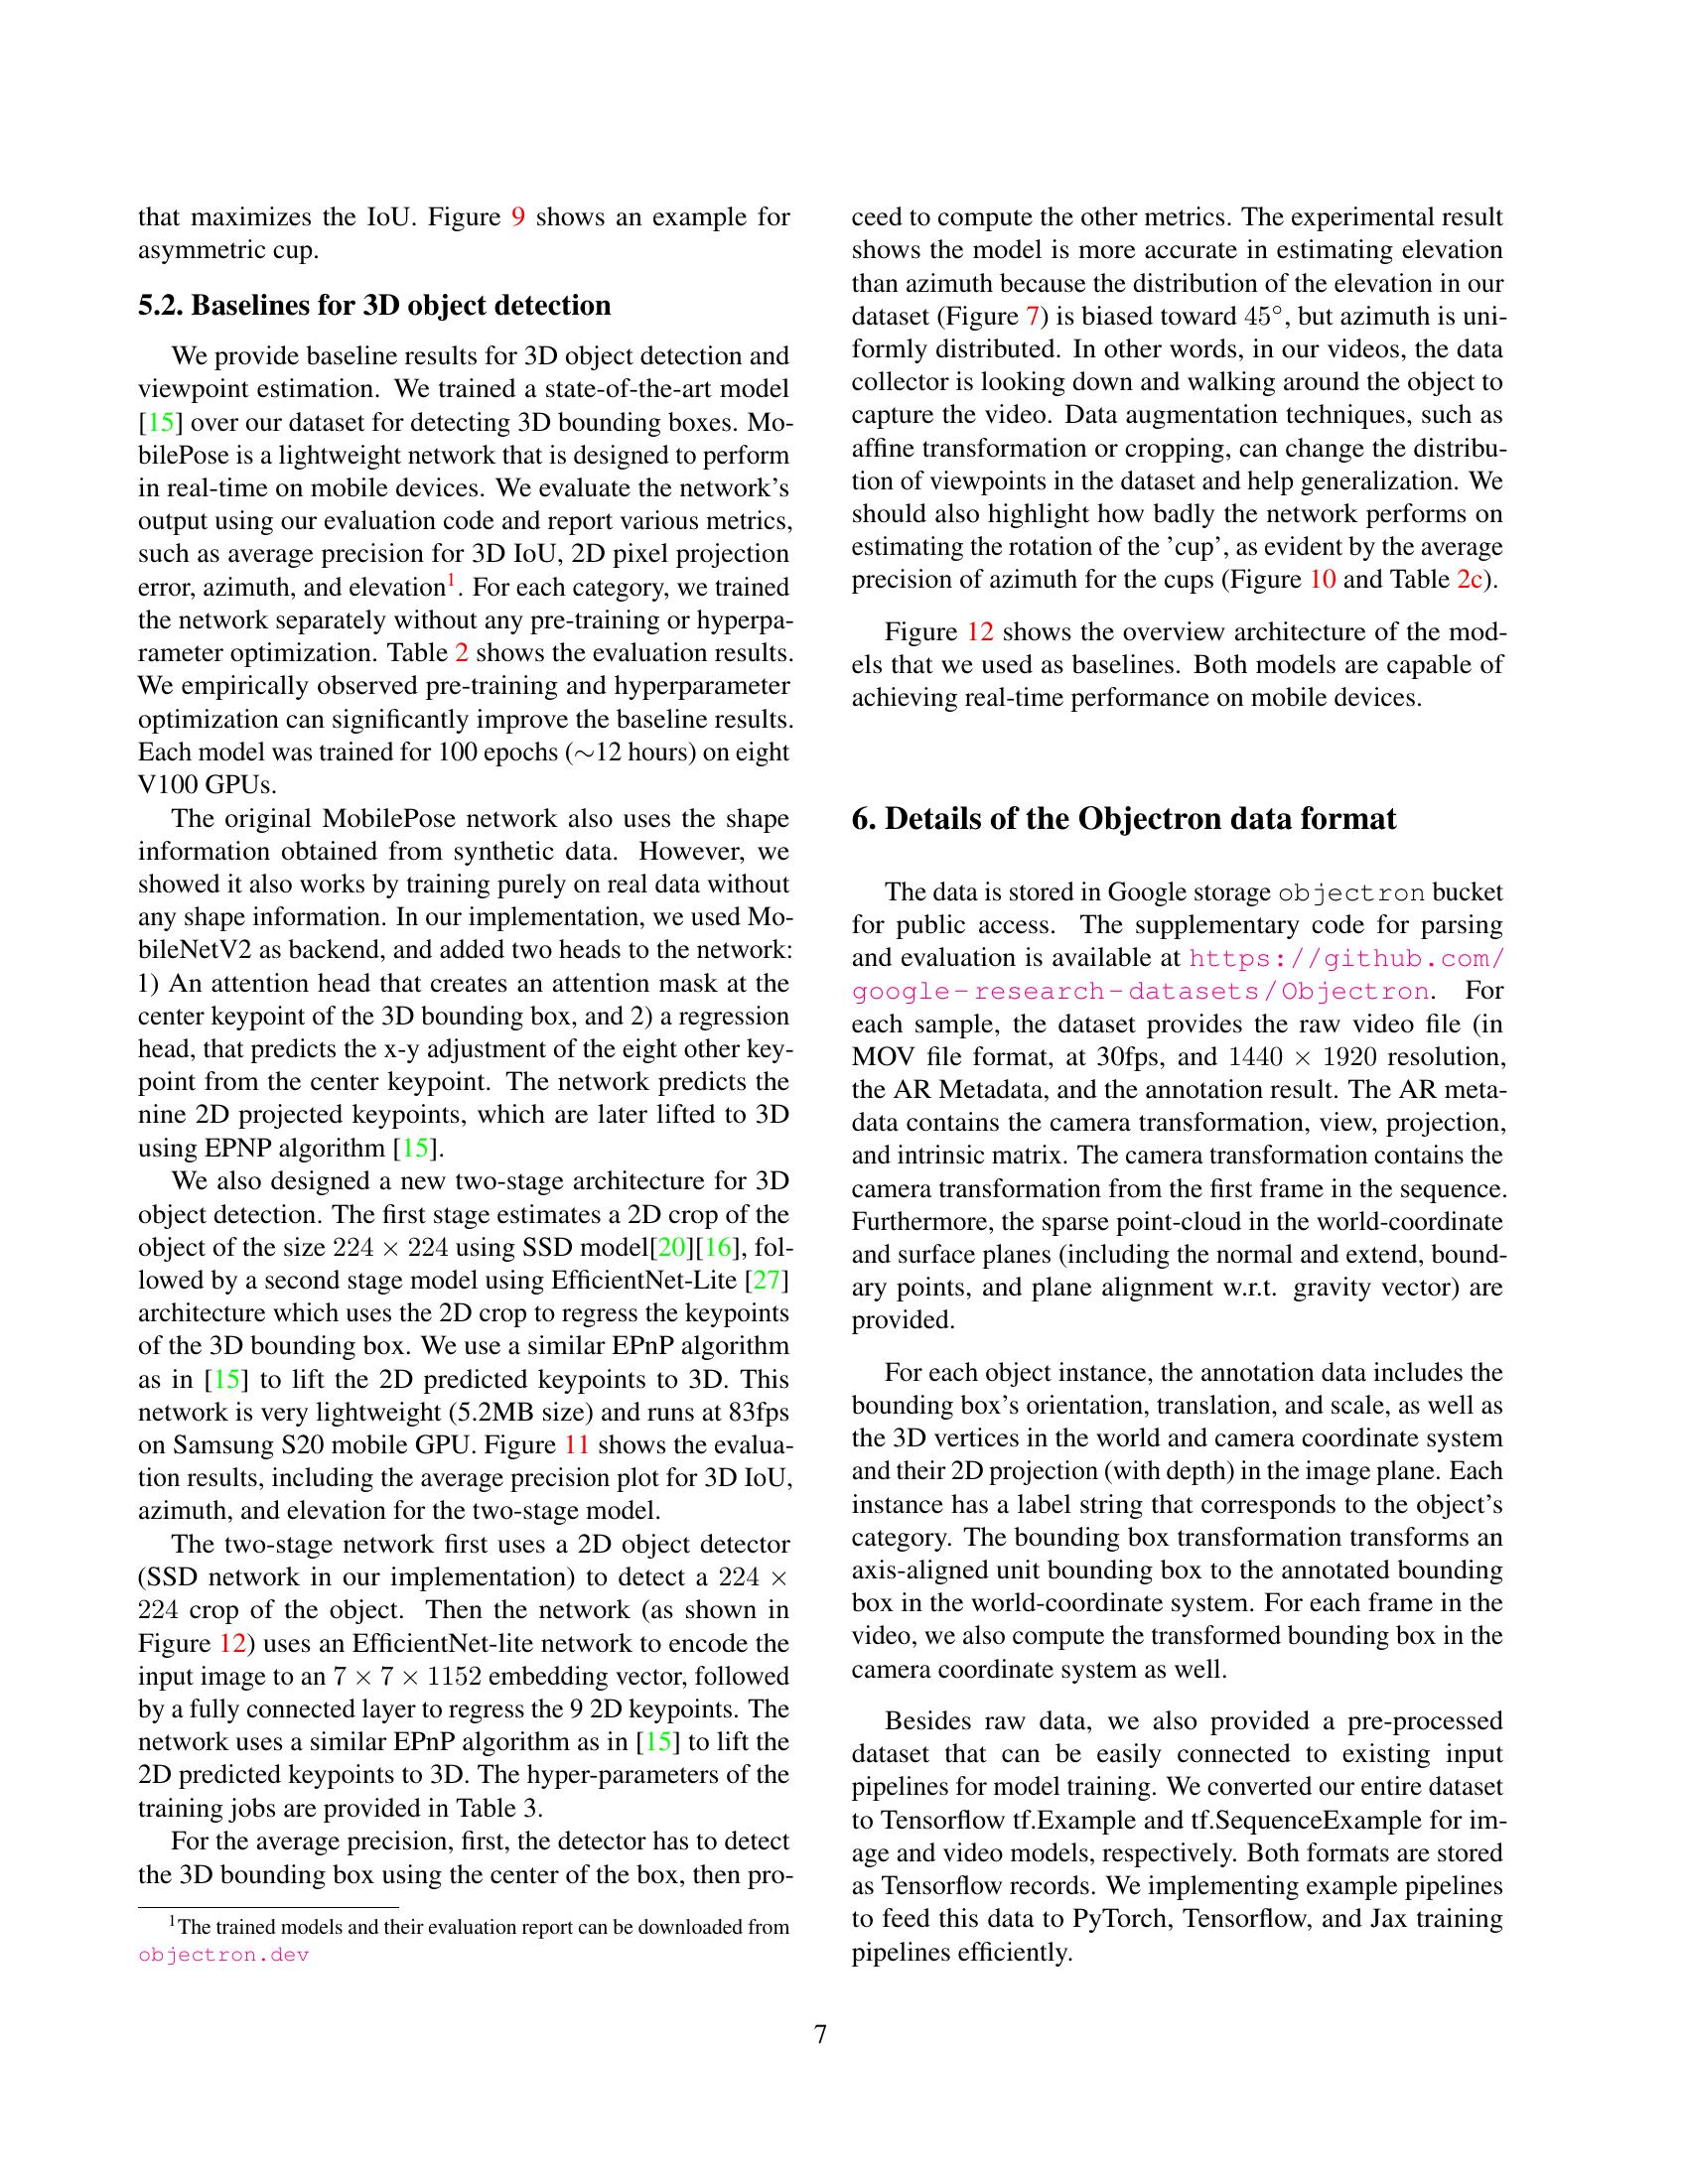 that maximizes the IoU. Figure 9 shows an example for
asymmetric cup.
5.2. Baselines for 3D object detection
We provide baseline results for 3D object detection and
viewpoint estimation. We trained a state-of-the-art model
[15] over our dataset for detecting 3D bounding boxes. Mo-
bilePose is a lightweight network that is designed to perform
in real-time on mobile devices. We evaluate the network's
output using our evaluation code and report various metrics,
such as average precision for 3D IoU, 2D pixel projection
error, azimuth, and elevation1. For each category, we trained
the network separately without any pre-training or hyperpa-
rameter optimization. Table 2 shows the evaluation results.
We empirically observed pre-training and hyperparameter
optimization can significantly improve the baseline results.
Each model was trained for 100 epochs (∼12 hours) on eight
V100 GPUs.
The original MobilePose network also uses the shape
information obtained from synthetic data. However, we
showed it also works by training purely on real data without
any shape information. In our implementation, we used Mo-
bileNetV2 as backend, and added two heads to the network:
1) An attention head that creates an attention mask at the
center keypoint of the 3D bounding box, and 2) a regression
head, that predicts the x-y adjustment of the eight other key-
point from the center keypoint. The network predicts the
nine 2D projected keypoints, which are later lifted to 3D
using EPNP algorithm [15].
We also designed a new two-stage architecture for 3D
object detection. The first stage estimates a 2D crop of the
object of the size 224 × 224 using SSD model[20][16], fol-
lowed by a second stage model using EfficientNet-Lite [27]
architecture which uses the 2D crop to regress the keypoints
of the 3D bounding box. We use a similar EPnP algorithm
as in [15] to lift the 2D predicted keypoints to 3D. This
network is very lightweight (5.2MB size) and runs at 83fps
on Samsung S20 mobile GPU. Figure 11 shows the evalua-
tion results, including the average precision plot for 3D IoU,
azimuth, and elevation for the two-stage model.
The two-stage network first uses a 2D object detector
(SSD network in our implementation) to detect a 224 ×
224 crop of the object. Then the network (as shown in
Figure 12) uses an EfficientNet-lite network to encode the
input image to an 7 × 7 × 1152 embedding vector, followed
by a fully connected layer to regress the 9 2D keypoints. The
network uses a similar EPnP algorithm as in [15] to lift the
2D predicted keypoints to 3D. The hyper-parameters of the
training jobs are provided in Table 3.
For the average precision, first, the detector has to detect
the 3D bounding box using the center of the box, then pro-
1The trained models and their evaluation report can be downloaded from
objectron.dev
ceed to compute the other metrics. The experimental result
shows the model is more accurate in estimating elevation
than azimuth because the distribution of the elevation in our
dataset (Figure 7) is biased toward 45°, but azimuth is uni-
formly distributed. In other words, in our videos, the data
collector is looking down and walking around the object to
capture the video. Data augmentation techniques, such as
affine transformation or cropping, can change the distribu-
tion of viewpoints in the dataset and help generalization. We
should also highlight how badly the network performs on
estimating the rotation of the 'cup', as evident by the average
precision of azimuth for the cups (Figure 10 and Table 2c).
Figure 12 shows the overview architecture of the mod-
els that we used as baselines. Both models are capable of
achieving real-time performance on mobile devices.
6. Details of the Objectron data format
The data is stored in Google storage objectron bucket
for public access. The supplementary code for parsing
and evaluation is available at https://github.com/
google-research-datasets/Objectron. For
each sample, the dataset provides the raw video file (in
MOV file format, at 30fps, and 1440 × 1920 resolution,
the AR Metadata, and the annotation result. The AR meta-
data contains the camera transformation, view, projection,
and intrinsic matrix. The camera transformation contains the
camera transformation from the first frame in the sequence.
Furthermore, the sparse point-cloud in the world-coordinate
and surface planes (including the normal and extend, bound-
ary points, and plane alignment w.r.t. gravity vector) are
provided.
For each object instance, the annotation data includes the
bounding box's orientation, translation, and scale, as well as
the 3D vertices in the world and camera coordinate system
and their 2D projection (with depth) in the image plane. Each
instance has a label string that corresponds to the object's
category. The bounding box transformation transforms an
axis-aligned unit bounding box to the annotated bounding
box in the world-coordinate system. For each frame in the
video, we also compute the transformed bounding box in the
camera coordinate system as well.
Besides raw data, we also provided a pre-processed
dataset that can be easily connected to existing input
pipelines for model training. We converted our entire dataset
to Tensorflow tf.Example and tf.SequenceExample for im-
age and video models, respectively. Both formats are stored
as Tensorflow records. We implementing example pipelines
to feed this data to PyTorch, Tensorflow, and Jax training
pipelines efficiently.
7